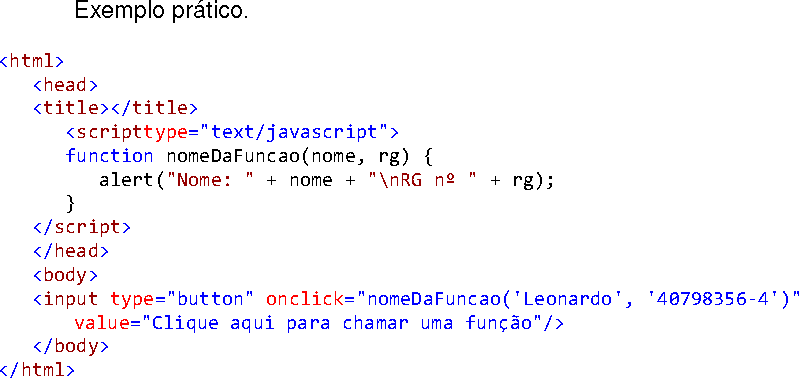 Exemplo prático.
<html>
<head>
<title></title>
<scripttype="text/javascript">
function nomeDaFuncao(nome, rg) {
alert("Nome: " + nome + "\nRG nº " + rg);
}
</script>
</head>
<body>
<input type="button" onclick="nomeDaFuncao('Leonardo', '40798356-4')"
value="Clique aqui para chamar uma função"/>
</body>
</html>